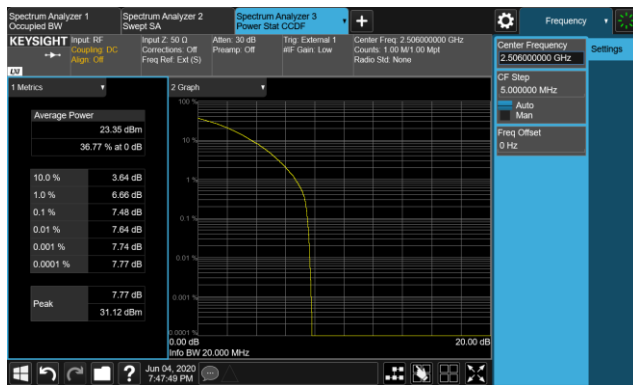 Spectrum Analyzer 1
Occupied BW
Spectrum Analyzer 2
Swept SA
Spectrum Analyzer 3
Power Stat CCDF
+
Frequency
KEYSIGHT
Input: RF
Coupling: DC
Align: Off
Input Z: 50 Ω
Corrections: Off
Freq Ref: Ext (S)
Atten: 30 dB
Preamp: Off
Trig: External 1
#IF Gain: Low
Center Freq: 2.506000000 GHz
Counts: 1.00 M/1.00 Mpt
Radio Std: None
LXI
Center Frequency
2.506000000 GHz
Settings
CF Step
5.000000 MHz
Auto
Man
Freq Offset
0 Hz
1 Metrics
Average Power
23.35 dBm
36.77 % at 0 dB
10.0 % 3.64 dB
1.0 % 6.66 dB
0.1 % 7.48 dB
0.01 % 7.64 dB
0.001 % 7.74 dB
0.0001 % 7.77 dB
Peak
7.77 dB
31.12 dBm
2 Graph
100 %
10 %
1 %
0.1 %
0.01 %
0.001 %
0.0001 %
0.00 dB 20.00 dB
Info BW 20.000 MHz
?
Jun 04, 2020
7:47:49 PM